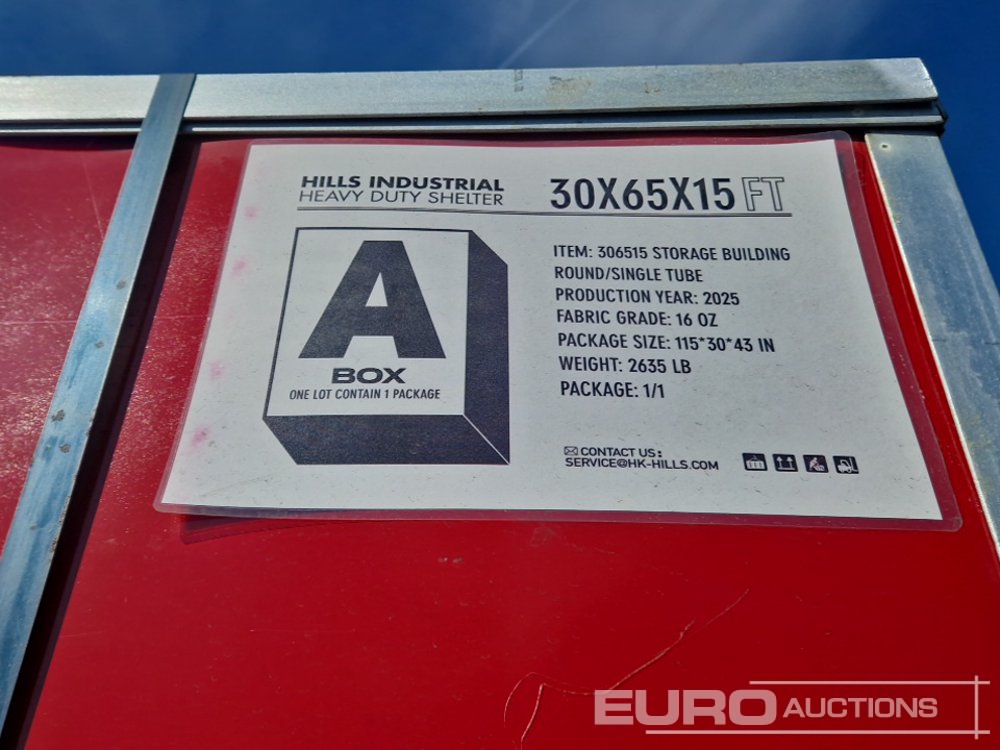 HILLS INDUSTRIAL
HEAVY DUTY SHELTER
30X65X15 FT
A
BOX
ONE LOT CONTAIN 1 PACKAGE
ITEM: 306515 STORAGE BUILDING
ROUND/SINGLE TUBE
PRODUCTION YEAR: 2025
FABRIC GRADE: 16 OZ
PACKAGE SIZE: 115*30*43 IN
WEIGHT: 2635 LB
PACKAGE: 1/1
CONTACT US:
SERVICE@HK-HILLS.COM
EURO AUCTIONS